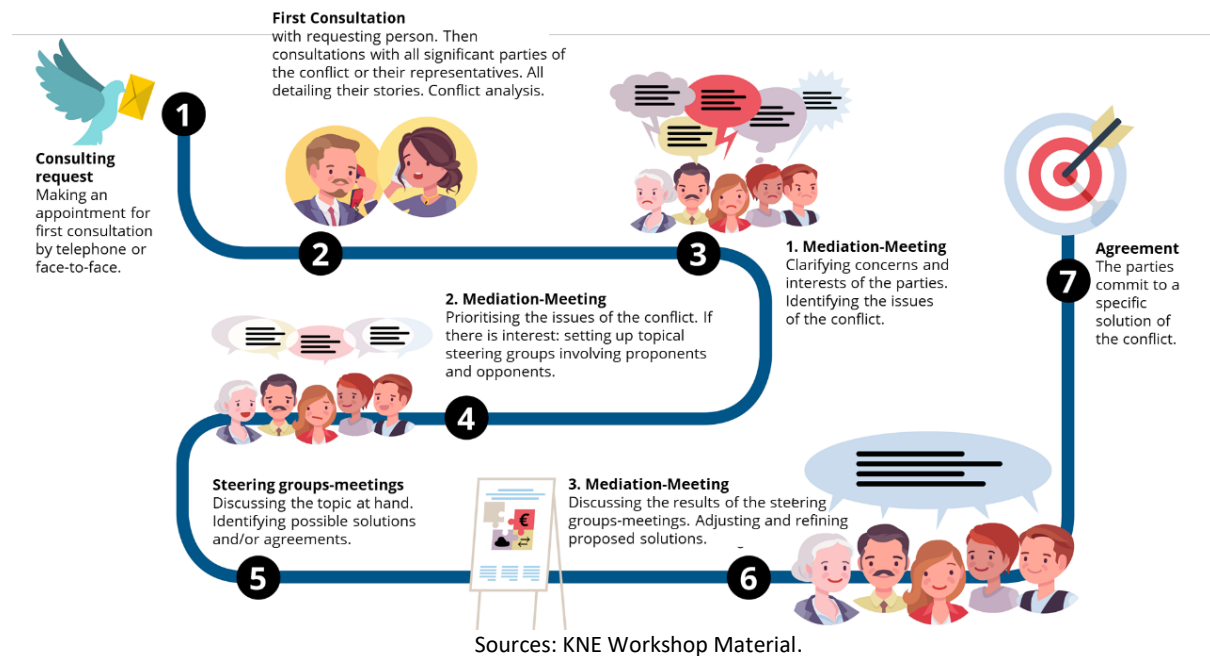 1
Consulting
request
Making an
appointment for
first consultation
by telephone or
face-to-face.
First Consultation
with requesting person. Then
consultations with all significant parties of
the conflict or their representatives. All
detailing their stories. Conflict analysis.
2
3
1. Mediation-Meeting
Clarifying concerns and
interests of the parties.
Identifying the issues
of the conflict.
2. Mediation-Meeting
Prioritising the issues of the conflict. If
there is interest: setting up topical
steering groups involving proponents
and opponents.
4
Steering groups-meetings
Discussing the topic at hand.
Identifying possible solutions
and/or agreements.
5
€
3. Mediation-Meeting
Discussing the results of the steering
groups-meetings. Adjusting and refining
proposed solutions.
6
7
Agreement
The parties
commit to a
specific
solution of
the conflict.
Sources: KNE Workshop Material.